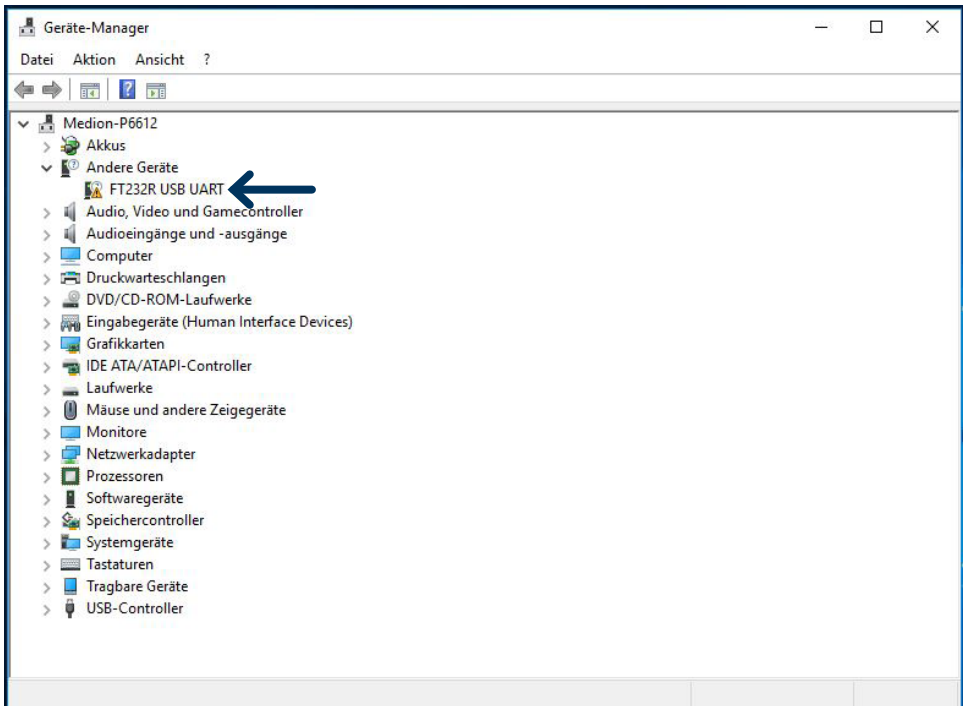 Geräte-Manager
Datei Aktion Ansicht ?
Medion-P6612
Akkus
Andere Geräte
FT232R USB UART
Audio, Video und Gamecontroller
Audioeingänge und -ausgänge
Computer
Druckwarteschlangen
DVD/CD-ROM-Laufwerke
Eingabegeräte (Human Interface Devices)
Grafikkarten
IDE ATA/ATAPI-Controller
Laufwerke
Mäuse und andere Zeigegeräte
Monitore
Netzwerkadapter
Prozessoren
Softwaregeräte
Speichercontroller
Systemgeräte
Tastaturen
Tragbare Geräte
USB-Controller